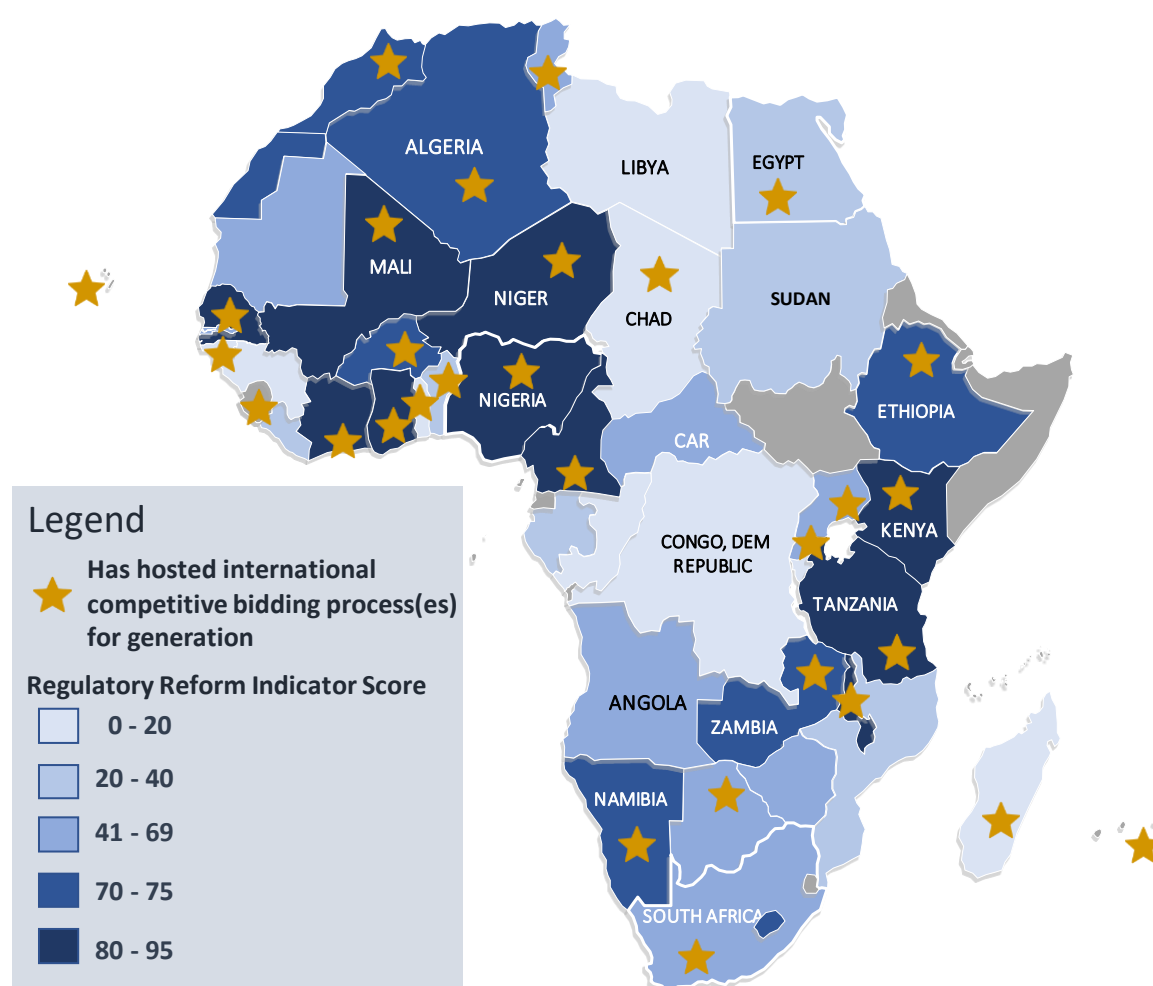 ALGERIA
LIBYA
EGYPT
MALI
NIGER
CHAD
SUDAN
NIGERIA
CAR
ETHIOPIA
KENYA
CONGO, DEM
REPUBLIC
TANZANIA
ANGOLA
ZAMBIA
NAMIBIA
SOUTH AFRICA
Legend
Has hosted international
competitive bidding process(es)
for generation
Regulatory Reform Indicator Score
0 - 20
20 - 40
41 - 69
70 - 75
80 - 95